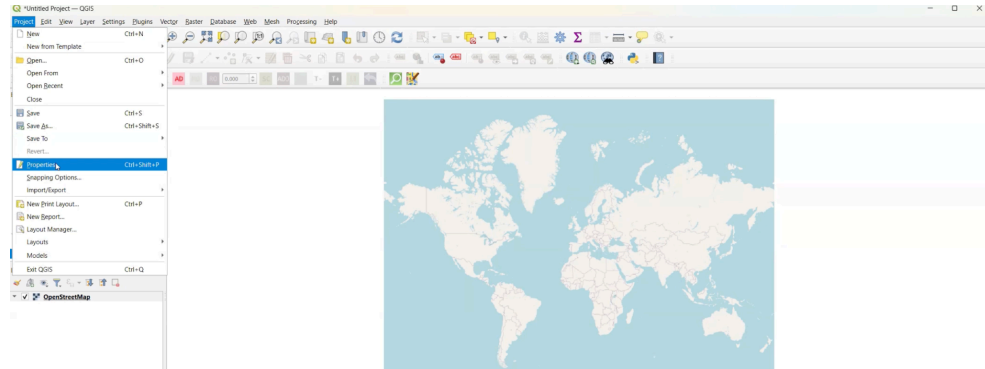 *Untitled Project — QGIS
Project Edit View Layer Settings Plugins Vector Raster Database Web Mesh Processing Help
New Ctrl+N
New from Template
Open... Ctrl+O
Open From
Open Recent
Close
Save Ctrl+S
Save As... Ctrl+Shift+S
Save To
Revert...
Properties... Ctrl+Shift+P
Snapping Options...
Import/Export
New Print Layout... Ctrl+P
New Report...
Layout Manager...
Layouts
Models
Exit QGIS Ctrl+Q
AD 0.000
OpenStreetMap